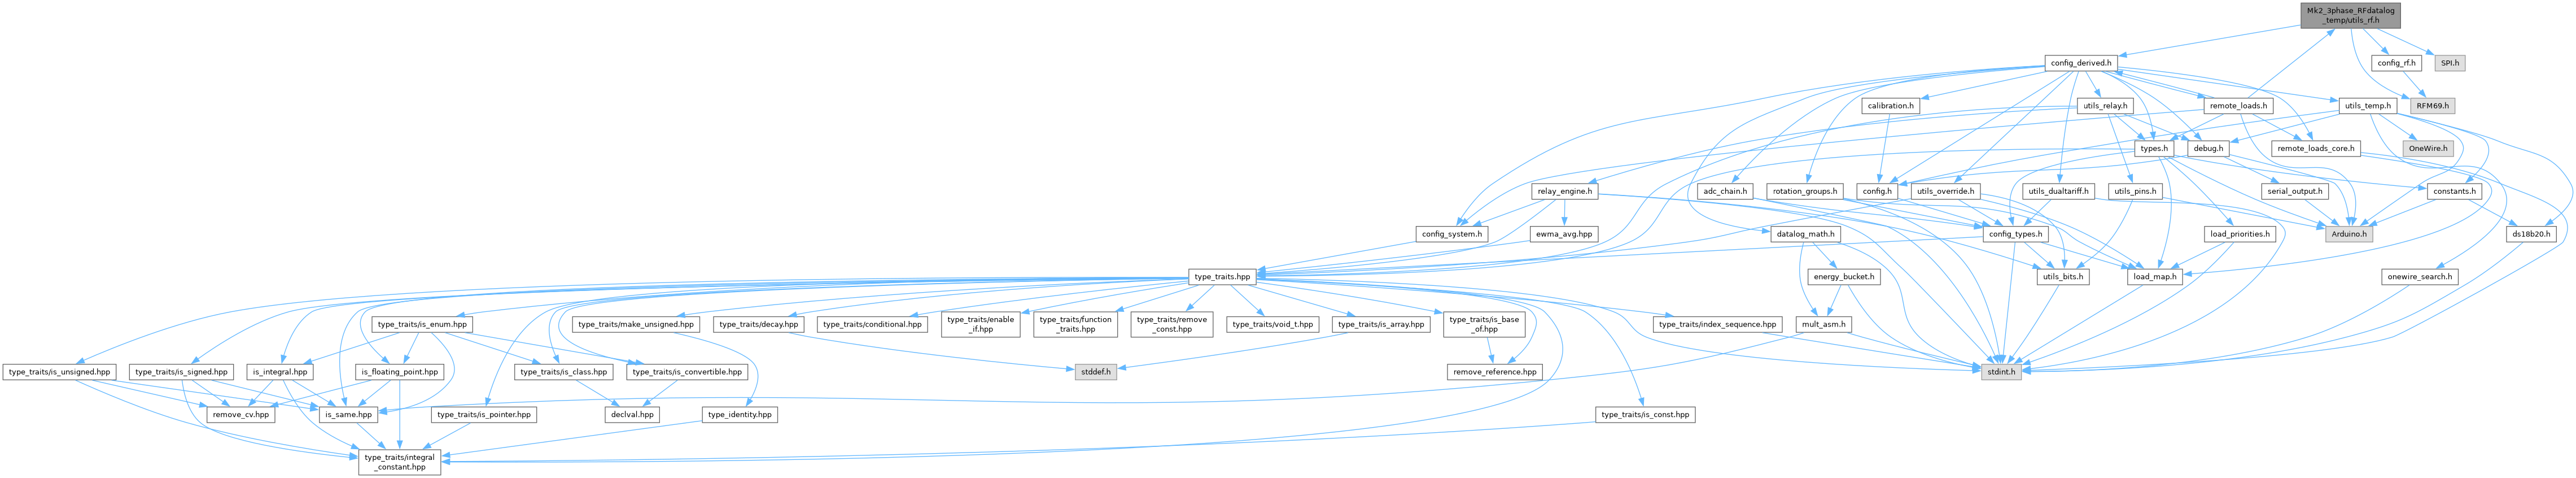 Mk2_3phase_RFdatalog
_temp/utils_rf.h
config_derived.h
config_rf.h
SPI.h
calibration.h
utils_relay.h
remote_loads.h
utils_temp.h
RFM69.h
types.h
debug.h
remote_loads_core.h
OneWire.h
relay_engine.h
adc_chain.h
rotation_groups.h
config.h
utils_override.h
utils_dualtariff.h
utils_pins.h
serial_output.h
constants.h
config_system.h
ewma_avg.hpp
datalog_math.h
config_types.h
load_priorities.h
Arduino.h
ds18b20.h
type_traits.hpp
energy_bucket.h
utils_bits.h
load_map.h
onewire_search.h
type_traits/is_enum.hpp
type_traits/make_unsigned.hpp
type_traits/decay.hpp
type_traits/conditional.hpp
type_traits/enable
_if.hpp
type_traits/function
_traits.hpp
type_traits/remove
_const.hpp
type_traits/void_t.hpp
type_traits/is_array.hpp
type_traits/is_base
_of.hpp
type_traits/index_sequence.hpp
mult_asm.h
type_traits/is_unsigned.hpp
type_traits/is_signed.hpp
is_integral.hpp
is_floating_point.hpp
type_traits/is_class.hpp
type_traits/is_convertible.hpp
stddef.h
remove_reference.hpp
stdint.h
remove_cv.hpp
is_same.hpp
type_traits/is_pointer.hpp
declval.hpp
type_identity.hpp
type_traits/is_const.hpp
type_traits/integral
_constant.hpp